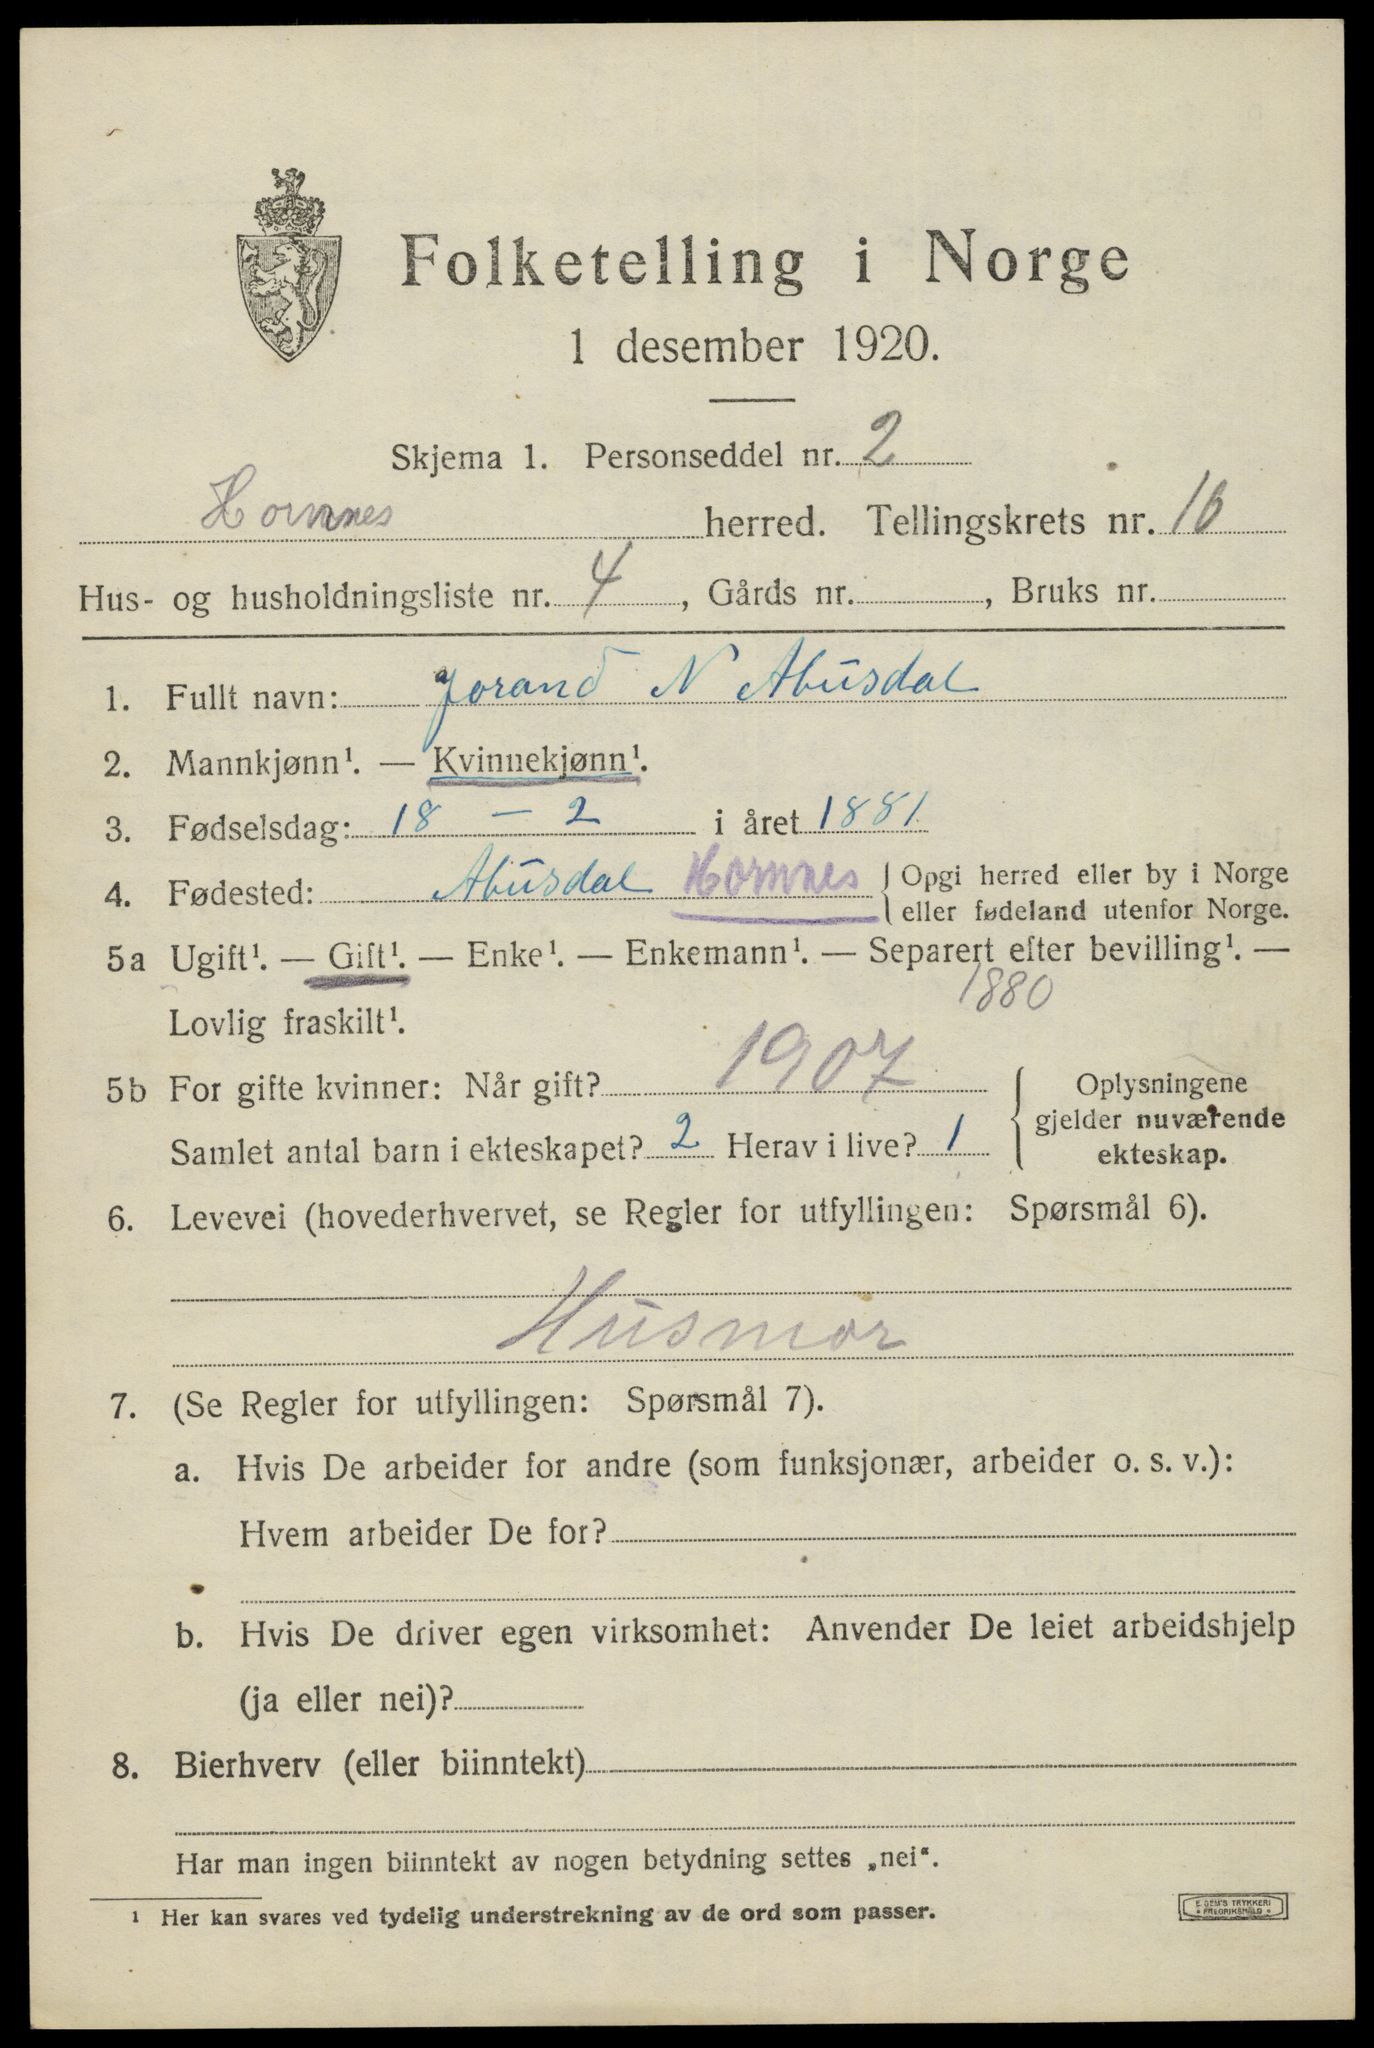 Folketelling i Norge
1 desember 1920.
Skjema 1. Personseddel nr. 2
Hornnes herred. Tellingskrets nr. 10
Hus- og husholdningsliste nr. 4, Gårds nr. , Bruks nr.
1. Fullt navn: Jorand N Abusdal
2. Mannkjønn¹. — Kvinnekjønn¹.
3. Fødselsdag: 18 – 2 i året 1881
4. Fødested: Abusdal Hornnes { Opgi herred eller by i Norge
eller fødeland utenfor Norge.
5a Ugift¹. — Gift¹. — Enke¹. — Enkemann¹. — Separert efter bevilling¹. —
1880
Lovlig fraskilt¹.
5b For gifte kvinner: Når gift? 1907
Samlet antal barn i ekteskapet? 2 Herav i live? 1
{ Oplysningene
gjelder nuværende
ekteskap.
6. Levevei (hovederhvervet, se Regler for utfyllingen: Spørsmål 6).
Husmor
7. (Se Regler for utfyllingen: Spørsmål 7).
a. Hvis De arbeider for andre (som funksjonær, arbeider o. s. v.):
Hvem arbeider De for?
b. Hvis De driver egen virksomhet: Anvender De leiet arbeidshjelp
(ja eller nei)?
8. Bierhverv (eller biinntekt)
Har man ingen biinntekt av nogen betydning settes „nei“.
¹ Her kan svares ved tydelig understrekning av de ord som passer.
E. SEM'S TRYKKERI
FREDRIKSHALD